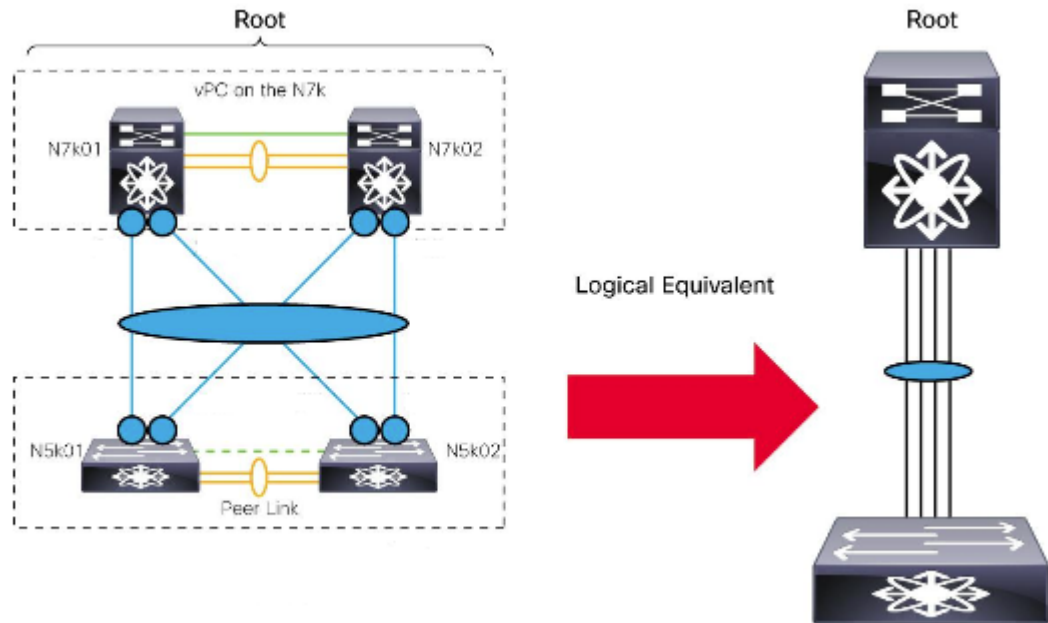 Root
vPC on the N7k
N7k01
N7k02
N5k01
N5k02
Peer Link
Logical Equivalent
Root